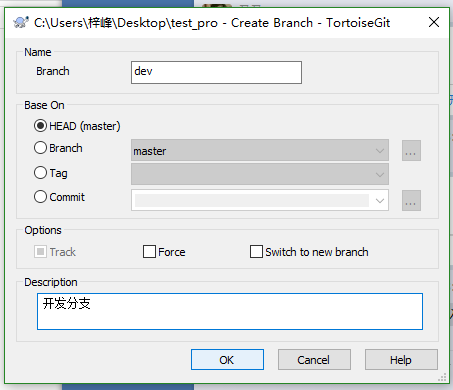 C:\Users\梓峰\Desktop\test_pro - Create Branch - TortoiseGit
Name
Branch dev
Base On
HEAD (master)
Branch master ...
Tag
Commit ...
Options
Track Force Switch to new branch
Description
开发分支
OK Cancel Help